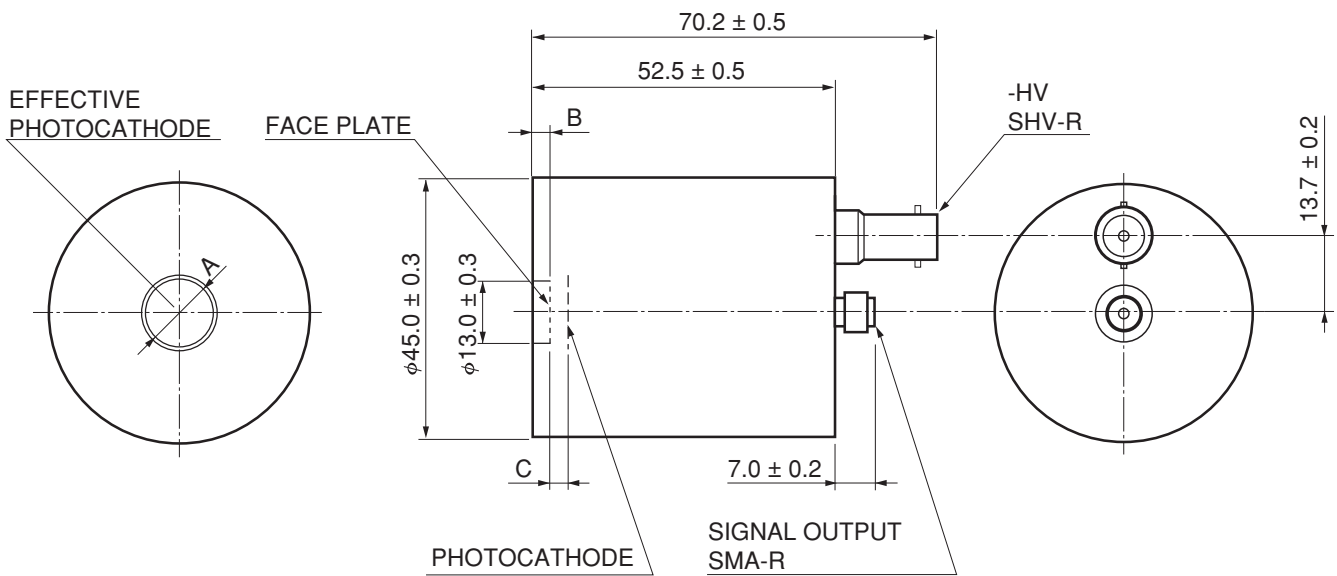 70.2 ± 0.5
52.5 ± 0.5
EFFECTIVE
PHOTOCATHODE
FACE PLATE
B
-HV
SHV-R
13.7 ± 0.2
A
φ45.0 ± 0.3
φ13.0 ± 0.3
C
7.0 ± 0.2
PHOTOCATHODE
SIGNAL OUTPUT
SMA-R